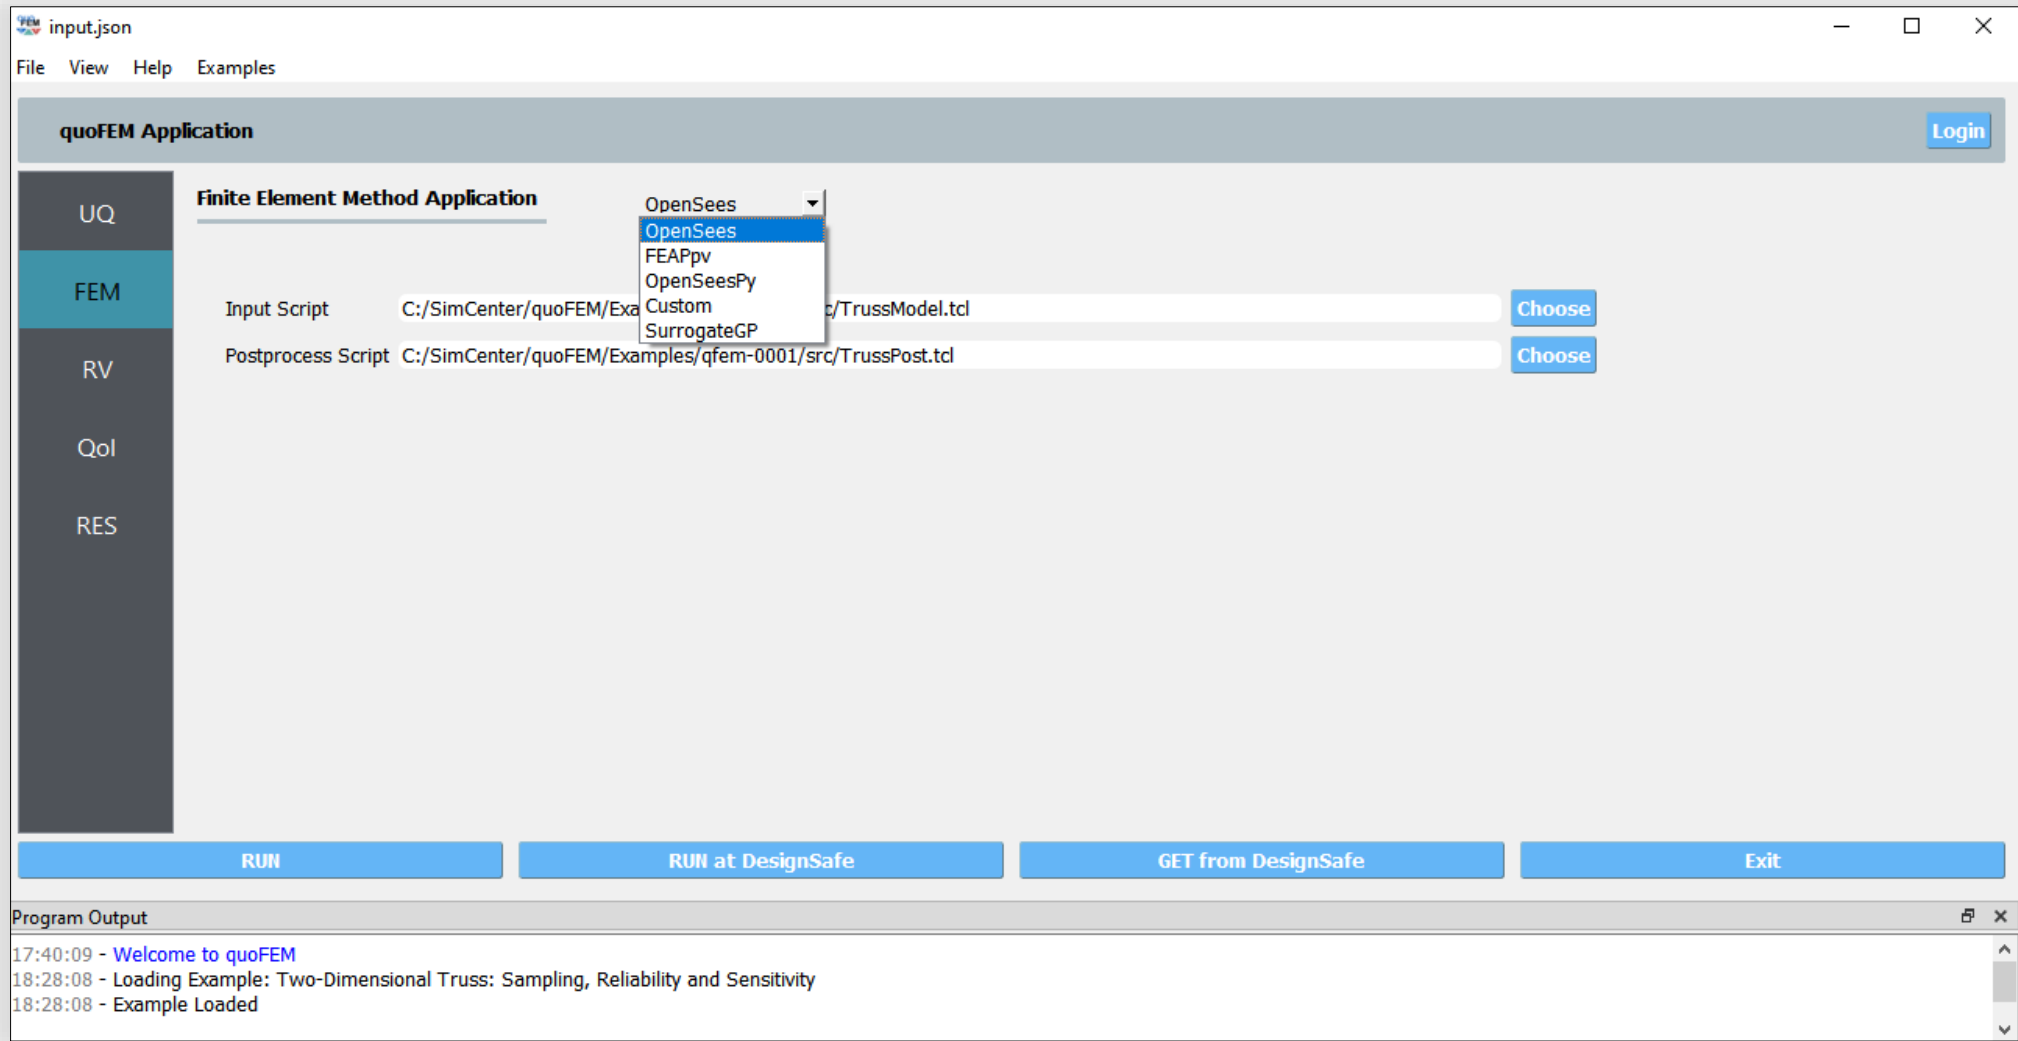 input.json
File View Help Examples
quoFEM Application
Login
UQ
FEM
RV
QoI
RES
Finite Element Method Application
OpenSees
OpenSees
FEAPpv
OpenSeesPy
Custom
SurrogateGP
Input Script C:/SimCenter/quoFEM/Exa c/TrussModel.tcl Choose
Postprocess Script C:/SimCenter/quoFEM/Examples/qfem-0001/src/TrussPost.tcl Choose
RUN
RUN at DesignSafe
GET from DesignSafe
Exit
Program Output
17:40:09 - Welcome to quoFEM
18:28:08 - Loading Example: Two-Dimensional Truss: Sampling, Reliability and Sensitivity
18:28:08 - Example Loaded